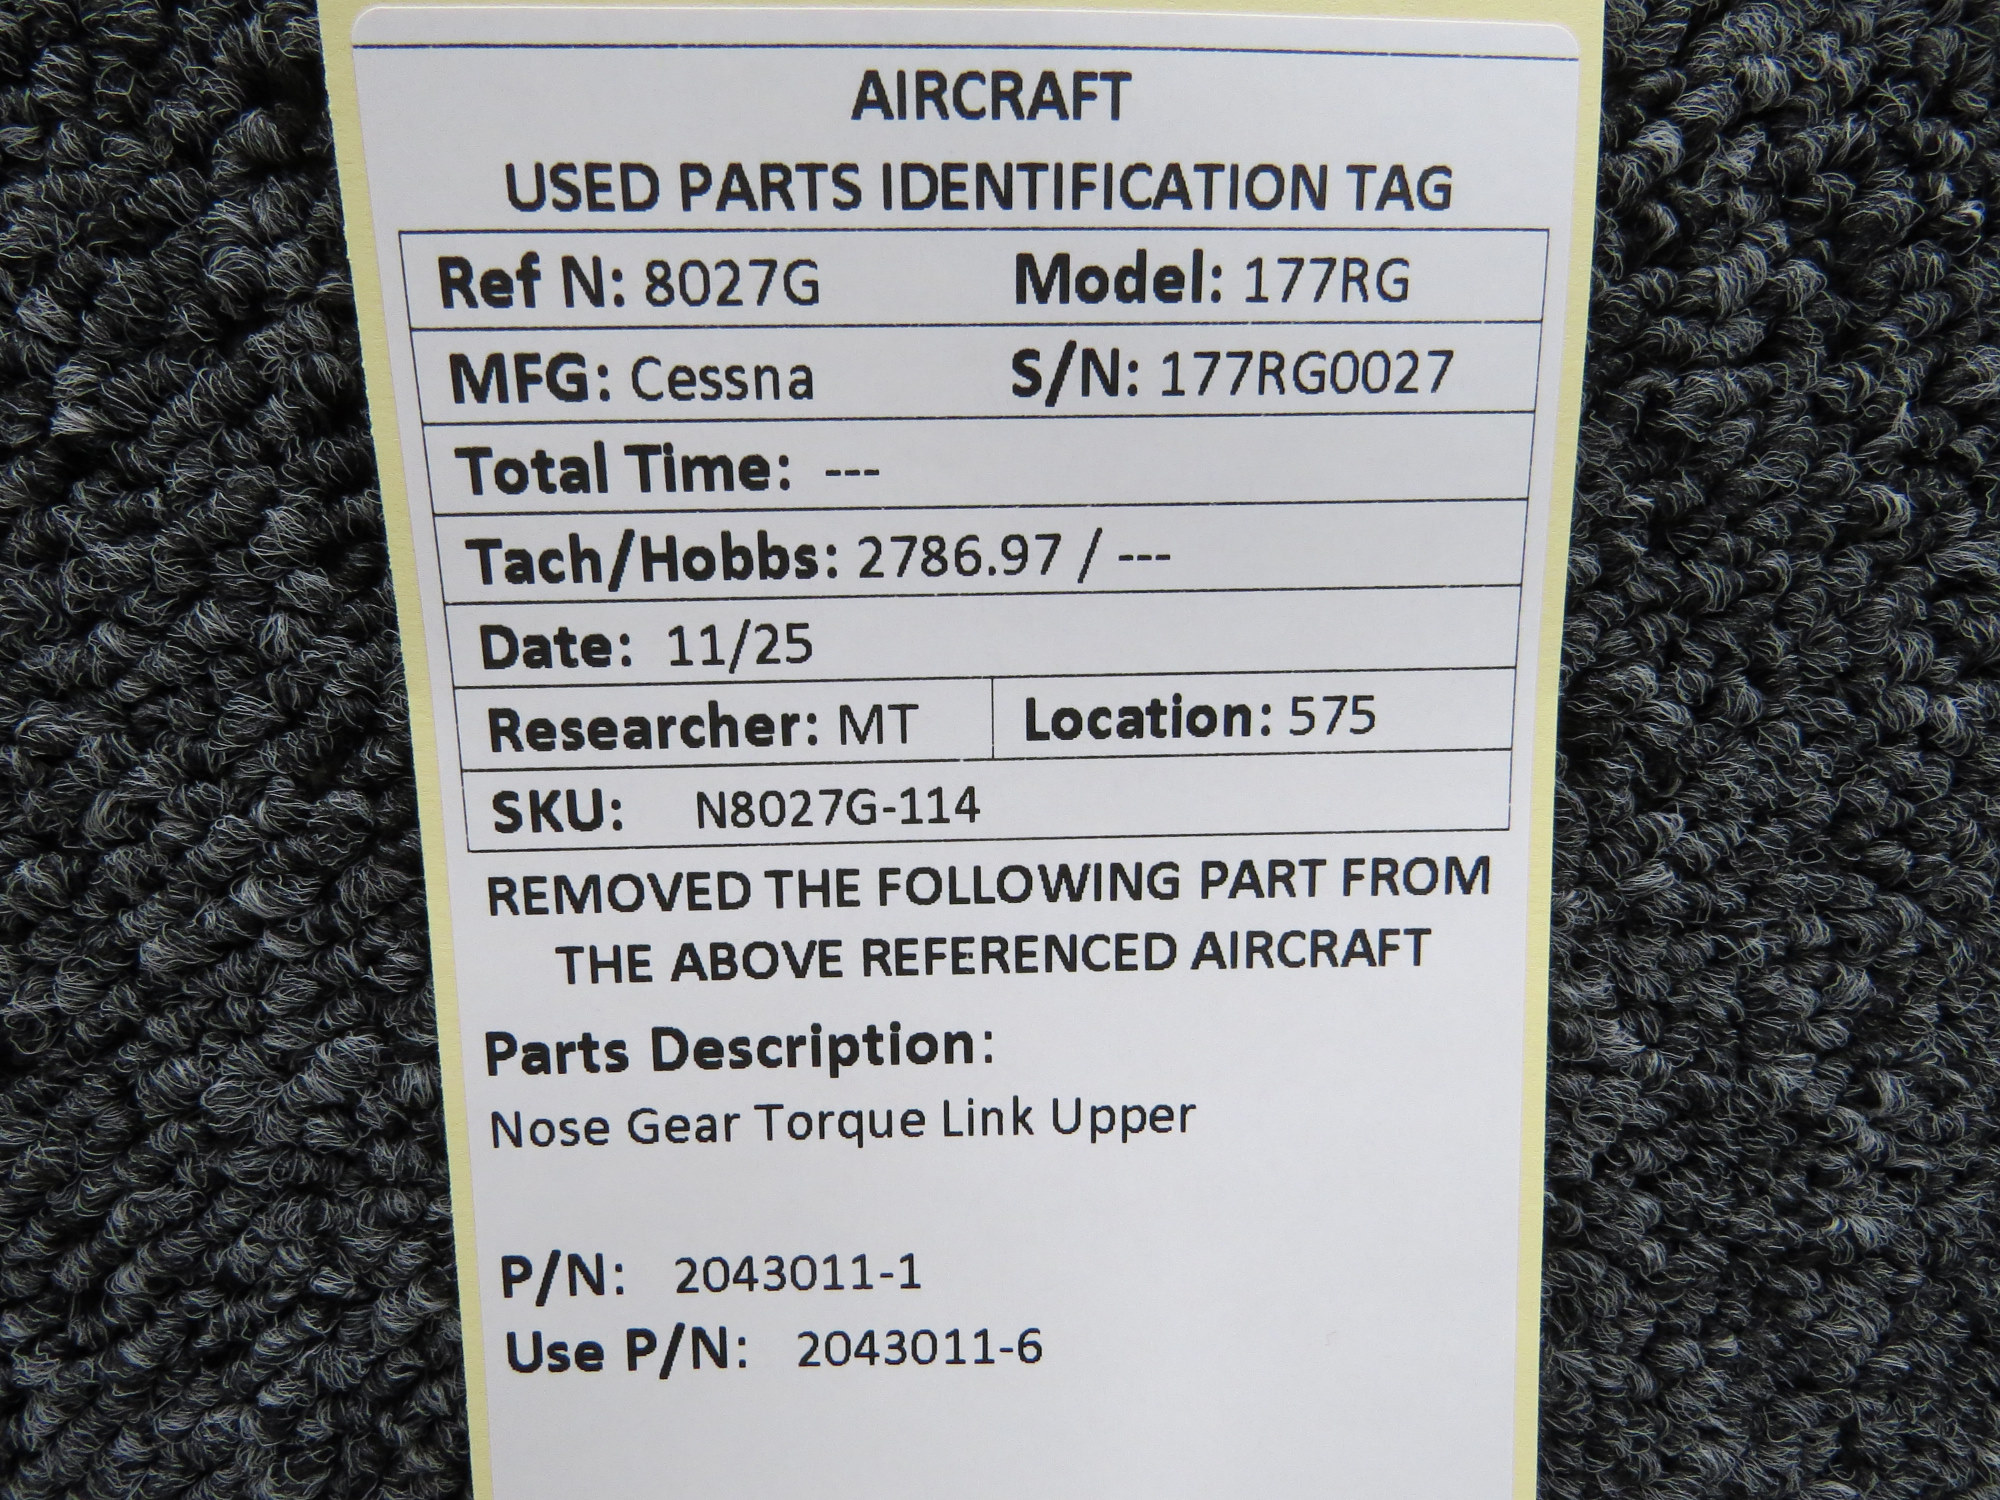 AIRCRAFT
USED PARTS IDENTIFICATION TAG
Ref N: 8027G Model: 177RG
MFG: Cessna S/N: 177RG0027
Total Time: ---
Tach/Hobbs: 2786.97 / ---
Date: 11/25
Researcher: MT Location: 575
SKU: N8027G-114
REMOVED THE FOLLOWING PART FROM
THE ABOVE REFERENCED AIRCRAFT
Parts Description:
Nose Gear Torque Link Upper
P/N: 2043011-1
Use P/N: 2043011-6